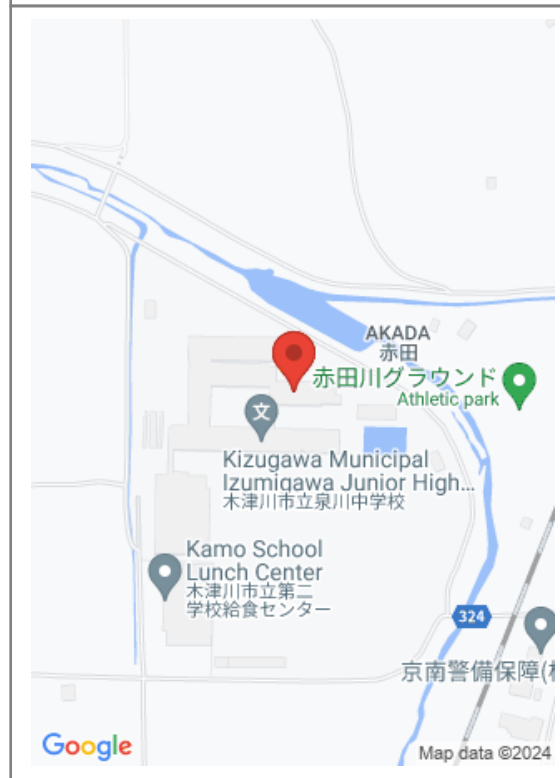 AKADA
赤田
赤田川グラウンド
Athletic park
文
Kizugawa Municipal
Izumigawa Junior High...
木津川市立泉川中学校
Kamo School
Lunch Center
木津川市立第二
学校給食センター
324
京南警備保障(
Google
Map data ©2024